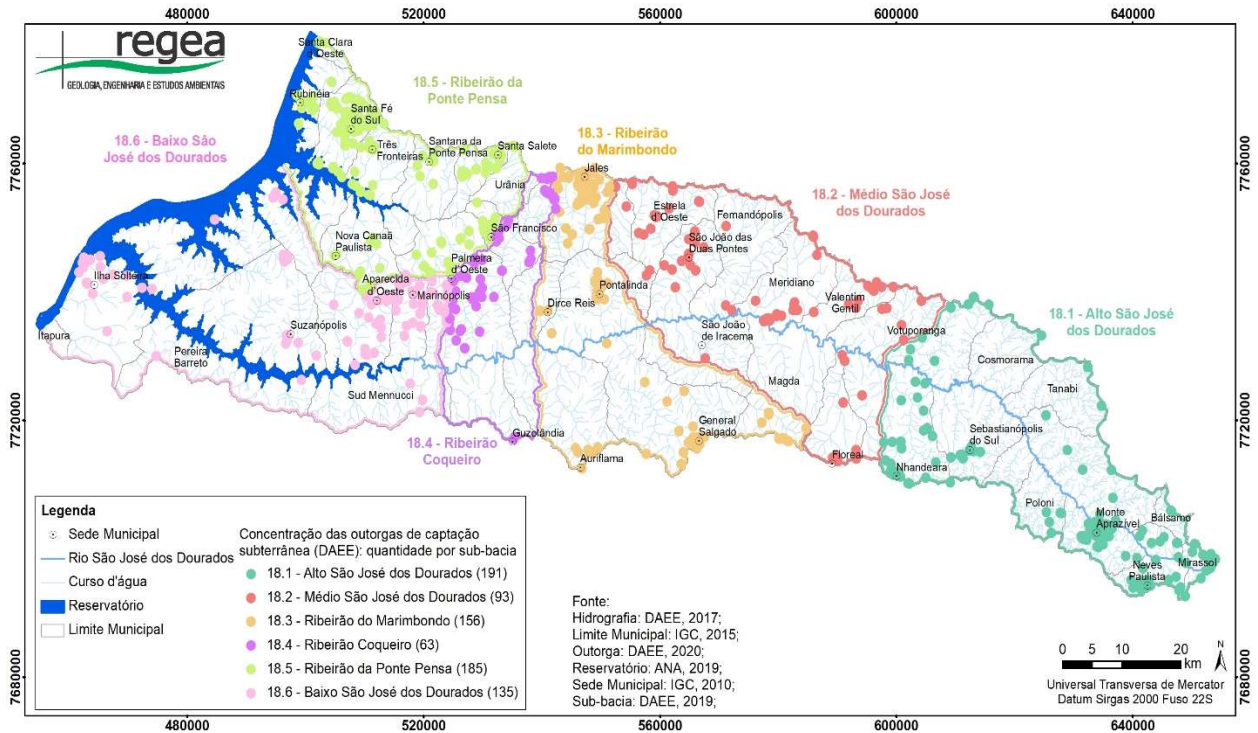 480000
520000
560000
600000
640000
regea
GEOLOGIA, ENGENHARIA E ESTUDOS AMBIENTAIS
7760000
7720000
7680000
7760000
7720000
7680000
18.5 - Ribeirão da
Ponte Pensa
18.6 - Baixo São
José dos Dourados
18.3 - Ribeirão
do Marimbondo
18.2 - Médio São José
dos Dourados
18.1 - Alto São José
dos Dourados
18.4 - Ribeirão
Coqueiro
Santa Clara
d'Oeste
Rubinéia
Santa Fé
do Sul
Três
Fronteiras
Santana da
Ponte Pensa
Santa Salete
Urânia
Jales
São Francisco
Nova Canaã
Paulista
Palmeira
d'Oeste
Aparecida
d'Oeste
Marinópolis
Ilha Solteira
Itapura
Suzanópolis
Pereira
Barreto
Sud Mennucci
Guzolândia
Dirce Reis
Pontalinda
Auriflama
General
Salgado
Estrela
d'Oeste
Fernandópolis
São João das
Duas Pontes
Meridiano
Valentim
Gentil
São João
de Iracema
Magda
Floreal
Votuporanga
Cosmorama
Tanabi
Sebastianópolis
do Sul
Nhandeara
Poloni
Monte
Aprazível
Bálsamo
Neves
Paulista
Mirassol
Legenda
Sede Municipal
Rio São José dos Dourados
Curso d'água
Reservatório
Limite Municipal
Concentração das outorgas de captação
subterrânea (DAEE): quantidade por sub-bacia
18.1 - Alto São José dos Dourados (191)
18.2 - Médio São José dos Dourados (93)
18.3 - Ribeirão do Marimbondo (156)
18.4 - Ribeirão Coqueiro (63)
18.5 - Ribeirão da Ponte Pensa (185)
18.6 - Baixo São José dos Dourados (135)
Fonte:
Hidrografia: DAEE, 2017;
Limite Municipal: IGC, 2015;
Outorga: DAEE, 2020;
Reservatório: ANA, 2019;
Sede Municipal: IGC, 2010;
Sub-bacia: DAEE, 2019;
0 5 10 20
km
N
Universal Transversa de Mercator
Datum Sirgas 2000 Fuso 22S
480000
520000
560000
600000
640000